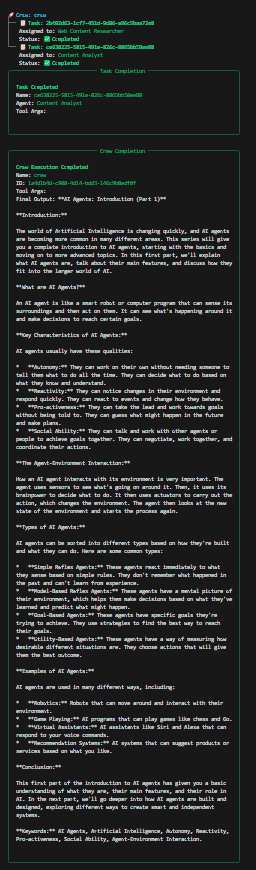 🚀 Crew: crew
├── 📋 Task: 2bf02d63-1cf7-451d-9d86-a96c5baa72e0
Assigned to: Web Content Researcher
Status: ✅ Completed
└── 📋 Task:
Assigned to: Content Analyst
Status: ✅ Completed
Task Completion
Task Completed
Name:
Agent: Content Analyst
Tool Args:
Crew Completion
Crew Execution Completed
Name: crew
ID:
Tool Args:
Final Output: **AI Agents: Introduction (Part 1)**
**Introduction:**
The world of Artificial Intelligence is changing quickly, and AI agents
are becoming more common in many different areas. This series will give
you a complete introduction to AI agents, starting with the basics and
moving on to more advanced topics. In this first part, we'll explain
what AI agents are, talk about their main features, and discuss how they
fit into the larger world of AI.
**What are AI Agents?**
An AI agent is like a smart robot or computer program that can sense its
surroundings and then act on them. It can see what's happening around it
and make decisions to reach certain goals.
**Key Characteristics of AI Agents:**
AI agents usually have these qualities:
* **Autonomy:** They can work on their own without needing someone to
tell them what to do all the time. They can decide what to do based on
what they know and understand.
* **Reactivity:** They can notice changes in their environment and
respond quickly. They can react to events and change how they behave.
* **Pro-activeness:** They can take the lead and work towards goals
without being told to. They can guess what might happen in the future
and make plans.
* **Social Ability:** They can talk and work with other agents or
people to achieve goals together. They can negotiate, work together, and
coordinate their actions.
**The Agent-Environment Interaction:**
How an AI agent interacts with its environment is very important. The
agent uses sensors to see what's going on around it. Then, it uses its
brainpower to decide what to do. It then uses actuators to carry out the
action, which changes the environment. The agent then looks at the new
state of the environment and starts the process again.
**Types of AI Agents:**
AI agents can be sorted into different types based on how they're built
and what they can do. Here are some common types:
* **Simple Reflex Agents:** These agents react immediately to what
they sense based on simple rules. They don't remember what happened in
the past and can't learn from experience.
* **Model-Based Reflex Agents:** These agents have a mental picture of
their environment, which helps them make decisions based on what they've
learned and predict what might happen.
* **Goal-Based Agents:** These agents have specific goals they're
trying to achieve. They use strategies to find the best way to reach
their goals.
* **Utility-Based Agents:** These agents have a way of measuring how
desirable different situations are. They choose actions that will give
them the best outcome.
**Examples of AI Agents:**
AI agents are used in many different ways, including:
* **Robotics:** Robots that can move around and interact with their
environment.
* **Game Playing:** AI programs that can play games like chess and Go.
* **Virtual Assistants:** AI assistants like Siri and Alexa that can
respond to your voice commands.
* **Recommendation Systems:** AI systems that can suggest products or
services based on what you like.
**Conclusion:**
This first part of the introduction to AI agents has given you a basic
understanding of what they are, their main features, and their role in
AI. In the next part, we'll go deeper into how AI agents are built and
designed, exploring different ways to create smart and independent
systems.
**Keywords:** AI Agents, Artificial Intelligence, Autonomy, Reactivity,
Pro-activeness, Social Ability, Agent-Environment Interaction.